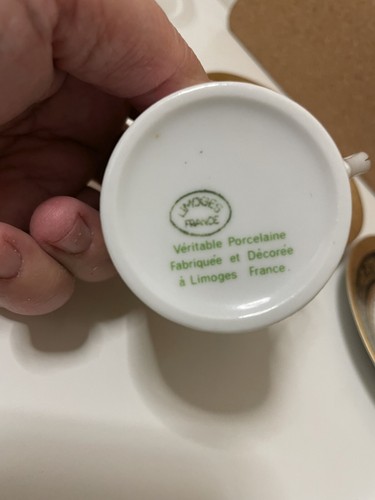 LIMOGES
FRANCE
Véritable Porcelaine
Fabriquée et Décorée
à Limoges France.